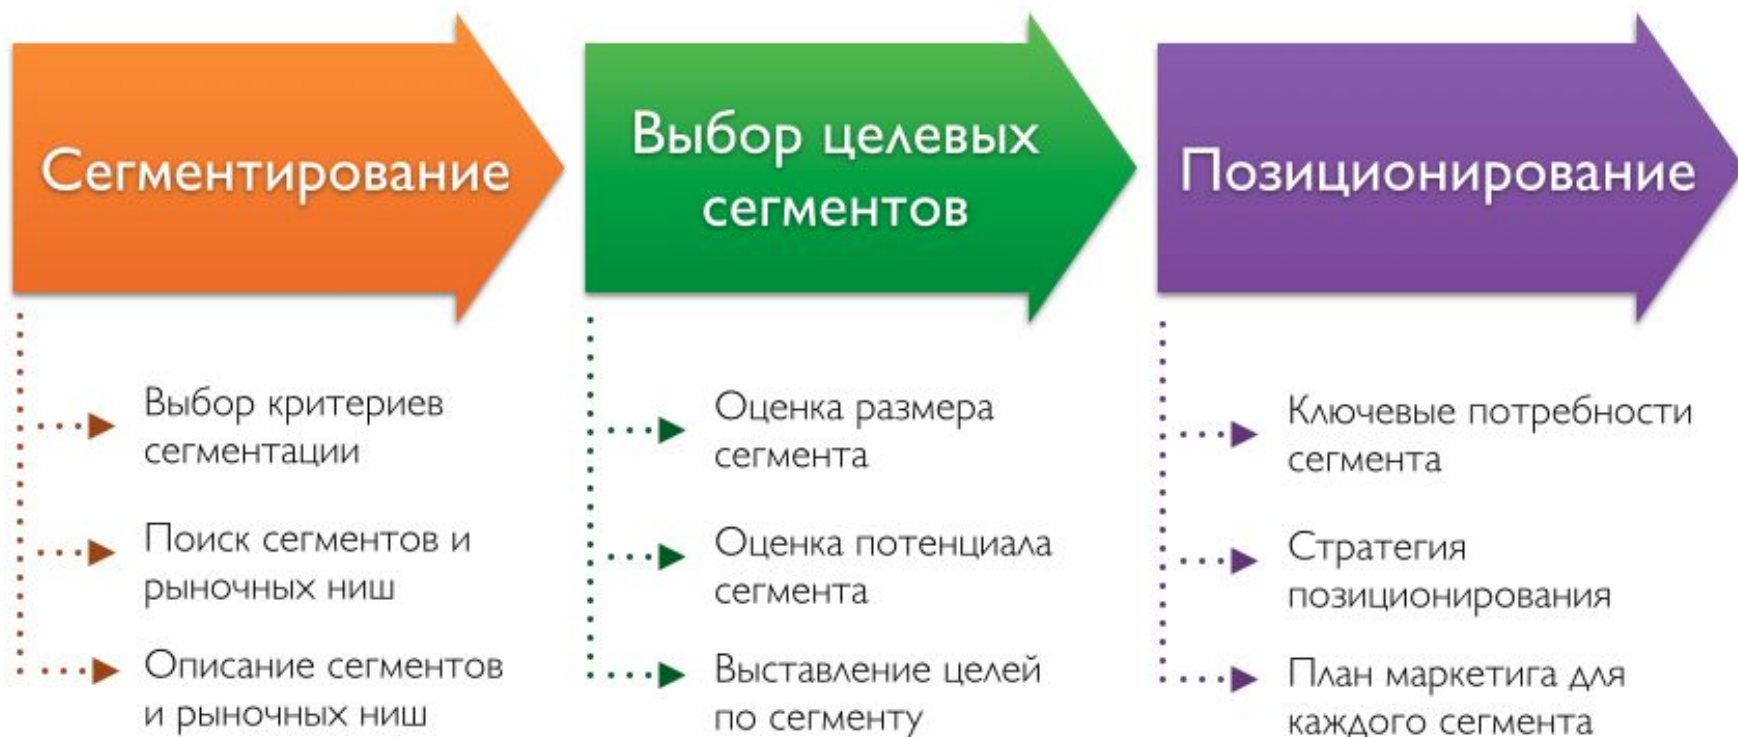 Сегментирование
Выбор критериев
сегментации
Поиск сегментов и
рыночных ниш
Описание сегментов
и рыночных ниш
Выбор целевых
сегментов
Оценка размера
сегмента
Оценка потенциала
сегмента
Выставление целей
по сегменту
Позиционирование
Ключевые потребности
сегмента
Стратегия
позиционирования
План маркетига для
каждого сегмента